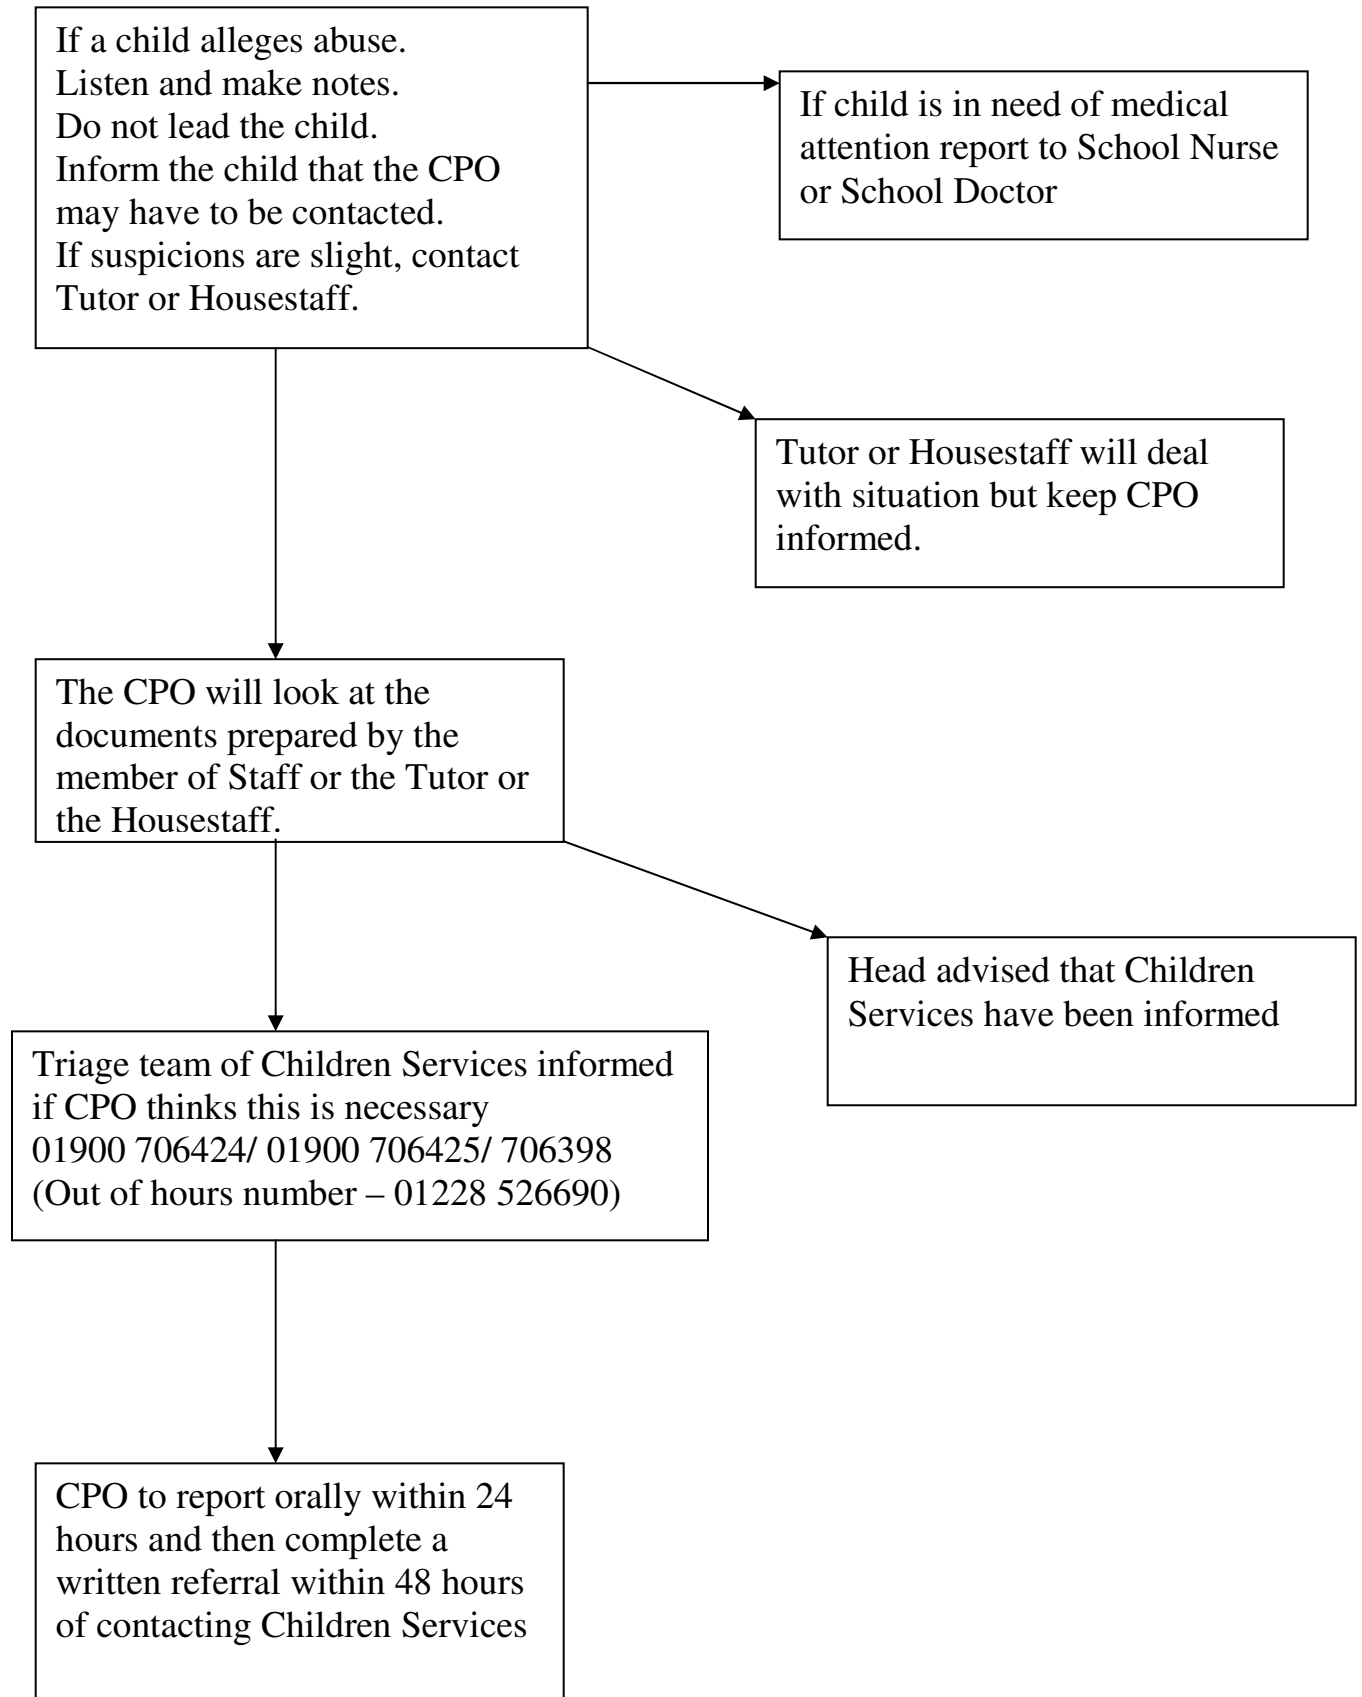 If a child alleges abuse.
Listen and make notes.
Do not lead the child.
Inform the child that the CPO
may have to be contacted.
If suspicions are slight, contact
Tutor or Housestaff.
If child is in need of medical
attention report to School Nurse
or School Doctor
Tutor or Housestaff will deal
with situation but keep CPO
informed.
The CPO will look at the
documents prepared by the
member of Staff or the Tutor or
the Housestaff.
Head advised that Children
Services have been informed
Triage team of Children Services informed
if CPO thinks this is necessary
01900 706424/ 01900 706425/ 706398
(Out of hours number – 01228 526690)
CPO to report orally within 24
hours and then complete a
written referral within 48 hours
of contacting Children Services